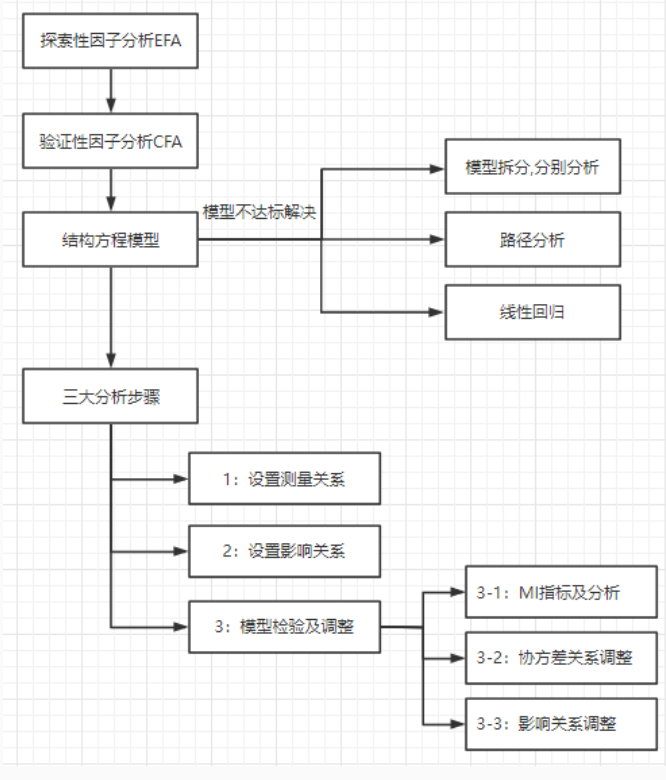 探索性因子分析EFA
验证性因子分析CFA
模型拆分,分别分析
模型不达标解决
结构方程模型
路径分析
线性回归
三大分析步骤
1：设置测量关系
2：设置影响关系
3：模型检验及调整
3-1：MI指标及分析
3-2：协方差关系调整
3-3：影响关系调整